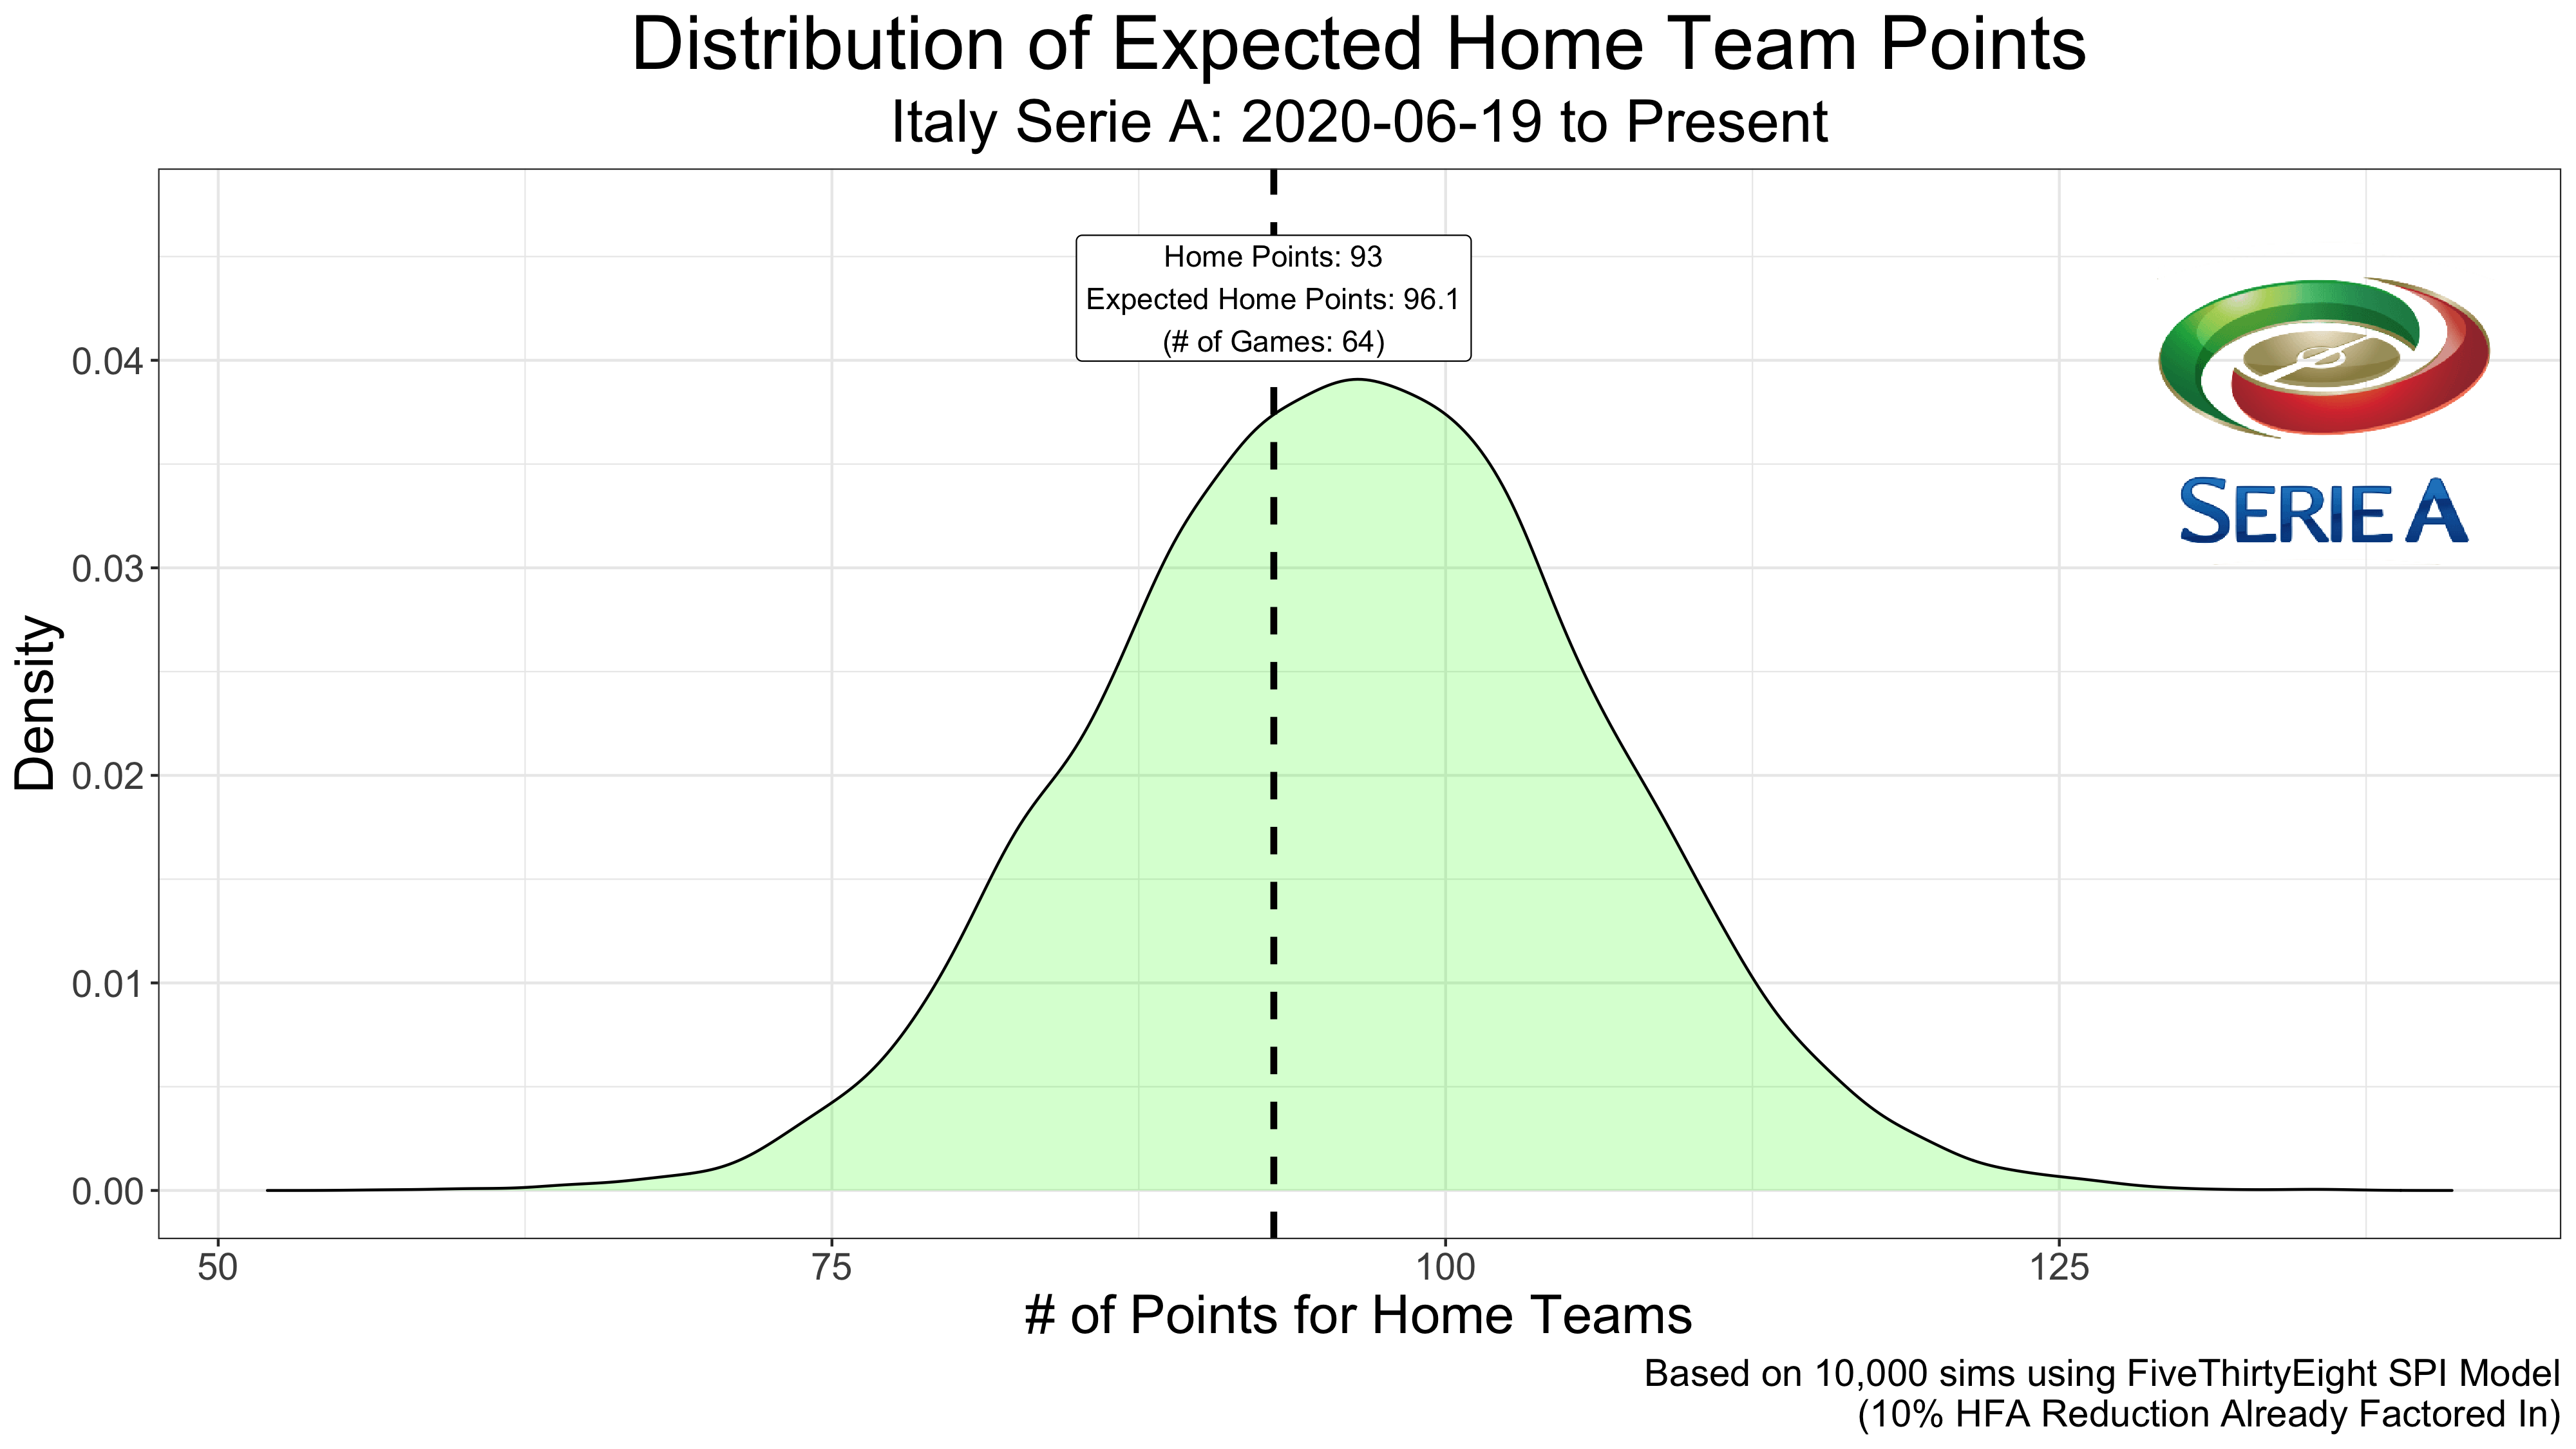 Distribution of Expected Home Team Points
Italy Serie A: 2020-06-19 to Present
Home Points: 93
Expected Home Points: 96.1
(# of Games: 64)
SERIE A
Density
0.04
0.03
0.02
0.01
0.00
50
75
100
125
# of Points for Home Teams
Based on 10,000 sims using FiveThirtyEight SPI Model
(10% HFA Reduction Already Factored In)